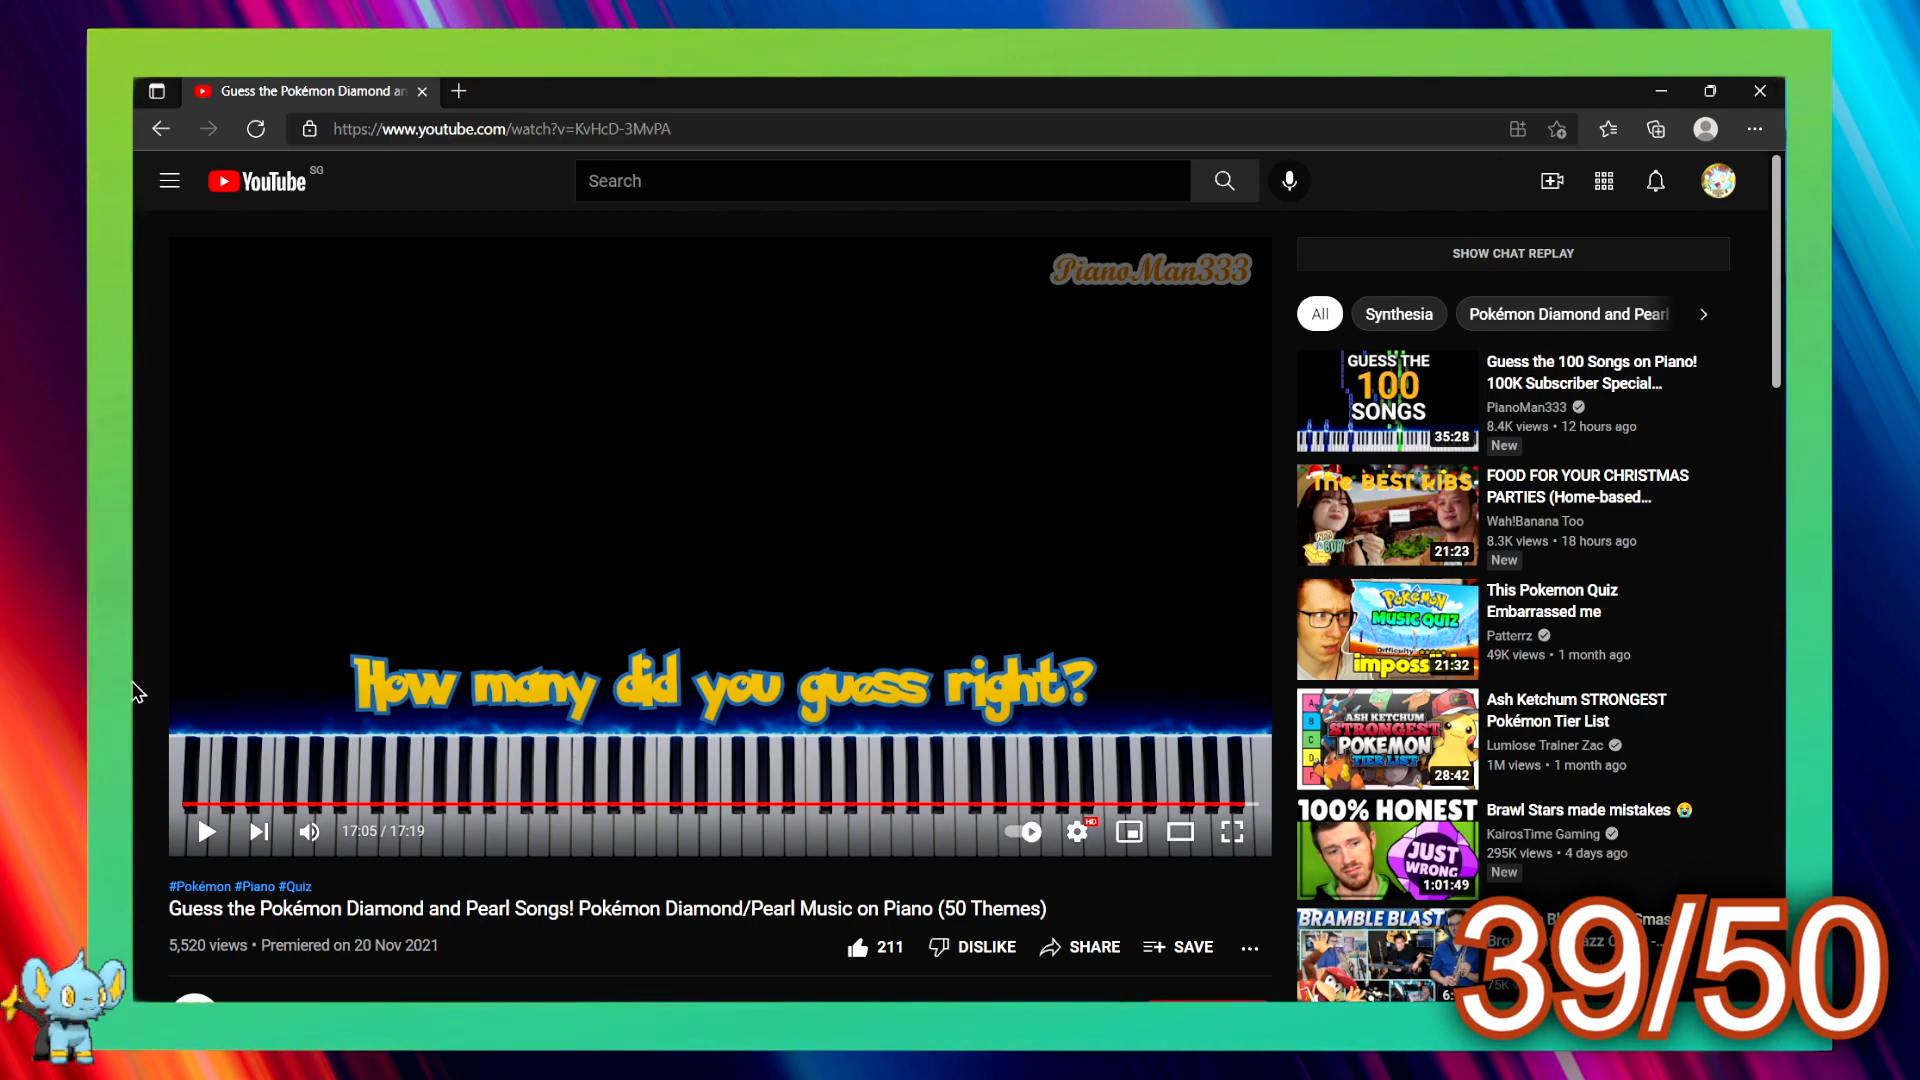 Guess the Pokémon Diamond an
https://www.youtube.com/watch?v=KvHcD-3MvPA
YouTube SG
Search
PianoMan333
How many did you guess right?
17:05 / 17:19
HD
#Pokémon #Piano #Quiz
Guess the Pokémon Diamond and Pearl Songs! Pokémon Diamond/Pearl Music on Piano (50 Themes)
5,520 views • Premiered on 20 Nov 2021
211 DISLIKE SHARE SAVE
SHOW CHAT REPLAY
All Synthesia Pokémon Diamond and Pearl
GUESS THE
100
SONGS
35:28
Guess the 100 Songs on Piano!
100K Subscriber Special...
PianoMan333
8.4K views • 12 hours ago
New
The BEST RIBS
21:23
FOOD FOR YOUR CHRISTMAS
PARTIES (Home-based...
Wah!Banana Too
8.3K views • 18 hours ago
New
POKéMON
MUSIC QUIZ
Difficulty
imposs
21:32
This Pokemon Quiz
Embarrassed me
Patterrz
49K views • 1 month ago
A
B
C
D
F
ASH KETCHUM
STRONGEST
POKEMON
TIER LIST
28:42
Ash Ketchum STRONGEST
Pokémon Tier List
Lumiose Trainer Zac
1M views • 1 month ago
100% HONEST
JUST
WRONG
1:01:49
Brawl Stars made mistakes 😭
KairosTime Gaming
295K views • 4 days ago
New
BRAMBLE BLAST
6:
39/50